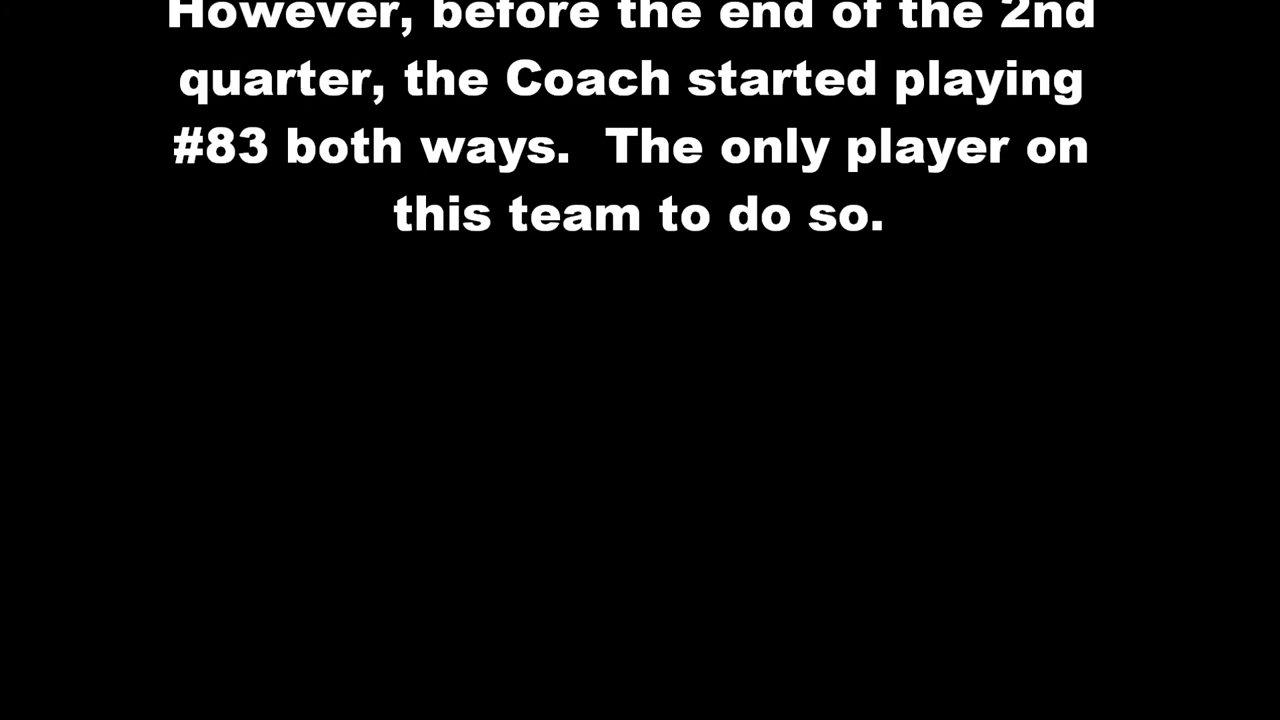 However, before the end of the 2nd
quarter, the Coach started playing
#83 both ways.  The only player on
this team to do so.